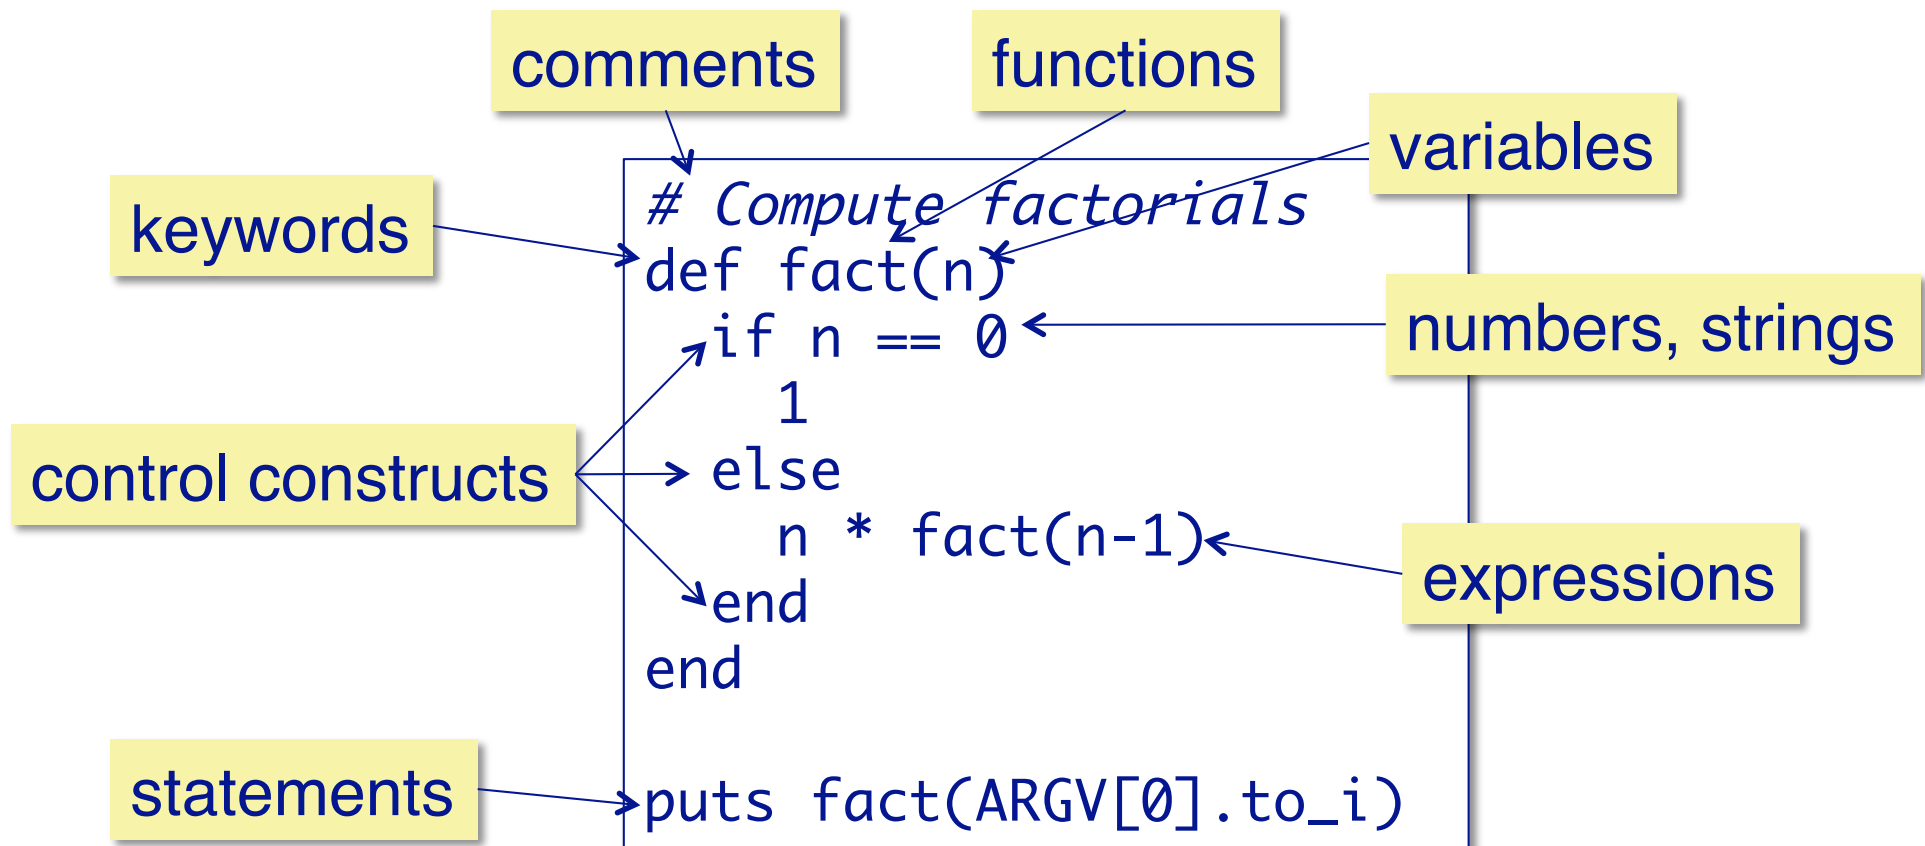 comments
functions
variables
keywords
# Compute factorials
def fact(n)
  if n == 0
    1
  else
    n * fact(n-1)
  end
end
puts fact(ARGV[0].to_i)
numbers, strings
control constructs
expressions
statements